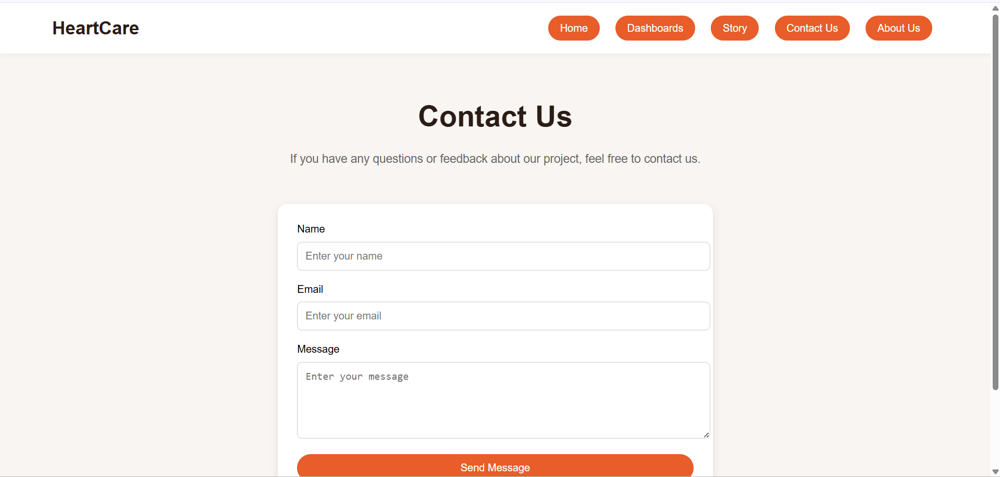 HeartCare
Home Dashboards Story Contact Us About Us
Contact Us
If you have any questions or feedback about our project, feel free to contact us.
Name
Enter your name
Email
Enter your email
Message
Enter your message
Send Message